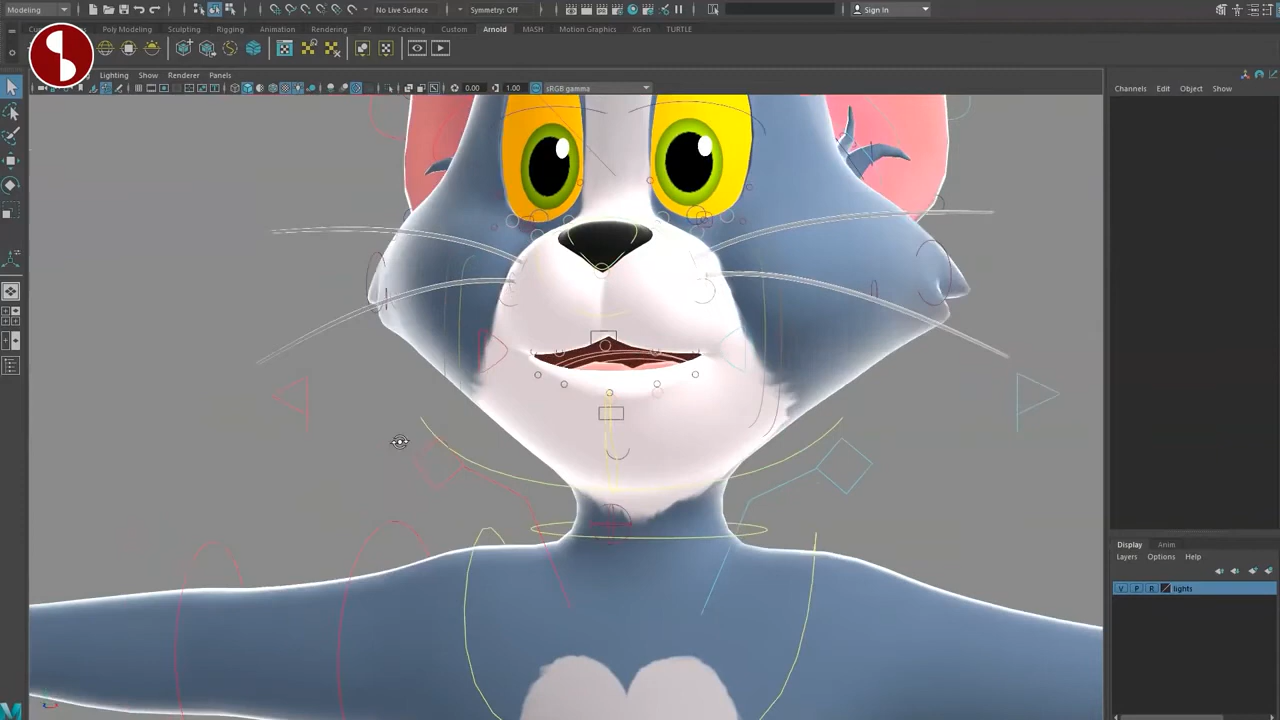 Modeling
No Live Surface
Symmetry: Off
Sign In
Poly Modeling Sculpting Rigging Animation Rendering FX FX Caching Custom Arnold MASH Motion Graphics XGen TURTLE
Lighting Show Renderer Panels
0.00 1.00 sRGB gamma
Channels Edit Object Show
Display Anim
Layers Options Help
V P R lights